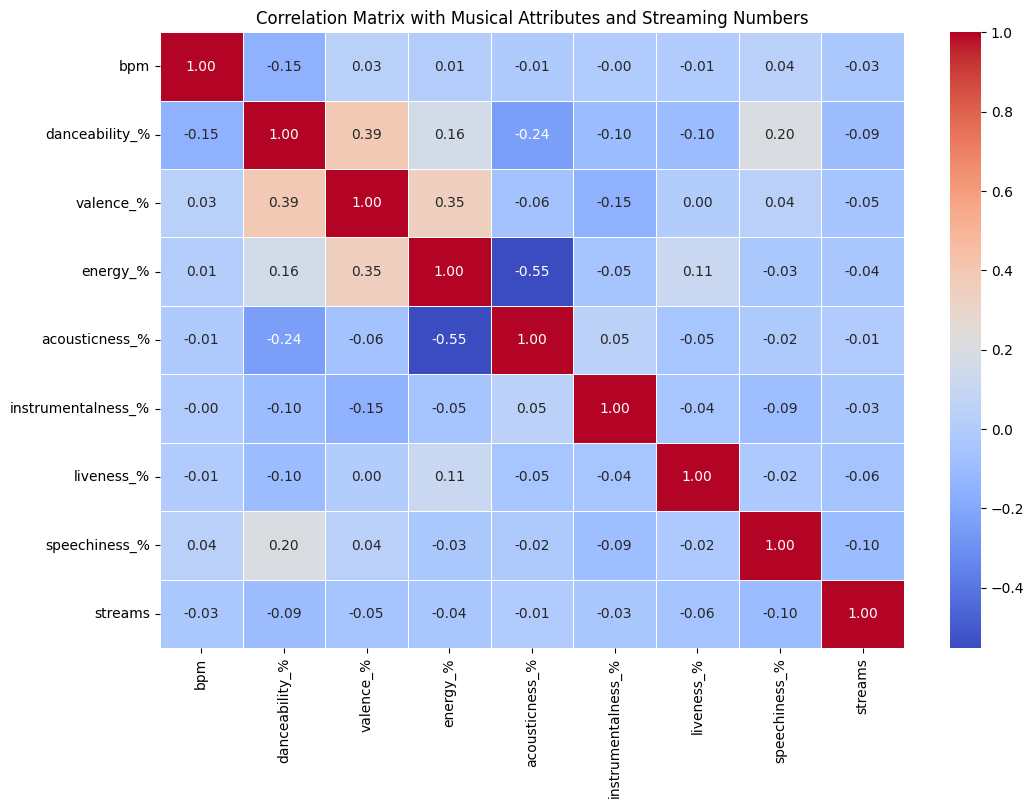 Correlation Matrix with Musical Attributes and Streaming Numbers
bpm 1.00 -0.15 0.03 0.01 -0.01 -0.00 -0.01 0.04 -0.03
danceability_% -0.15 1.00 0.39 0.16 -0.24 -0.10 -0.10 0.20 -0.09
valence_% 0.03 0.39 1.00 0.35 -0.06 -0.15 0.00 0.04 -0.05
energy_% 0.01 0.16 0.35 1.00 -0.55 -0.05 0.11 -0.03 -0.04
acousticness_% -0.01 -0.24 -0.06 -0.55 1.00 0.05 -0.05 -0.02 -0.01
instrumentalness_% -0.00 -0.10 -0.15 -0.05 0.05 1.00 -0.04 -0.09 -0.03
liveness_% -0.01 -0.10 0.00 0.11 -0.05 -0.04 1.00 -0.02 -0.06
speechiness_% 0.04 0.20 0.04 -0.03 -0.02 -0.09 -0.02 1.00 -0.10
streams -0.03 -0.09 -0.05 -0.04 -0.01 -0.03 -0.06 -0.10 1.00
bpm
danceability_%
valence_%
energy_%
acousticness_%
instrumentalness_%
liveness_%
speechiness_%
streams
1.0
0.8
0.6
0.4
0.2
0.0
−0.2
−0.4